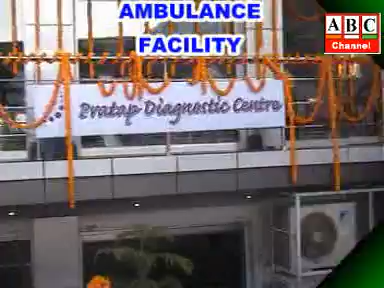 AMBULANCE
FACILITY
ABC
Channel
Pratap Diagnostic Centre